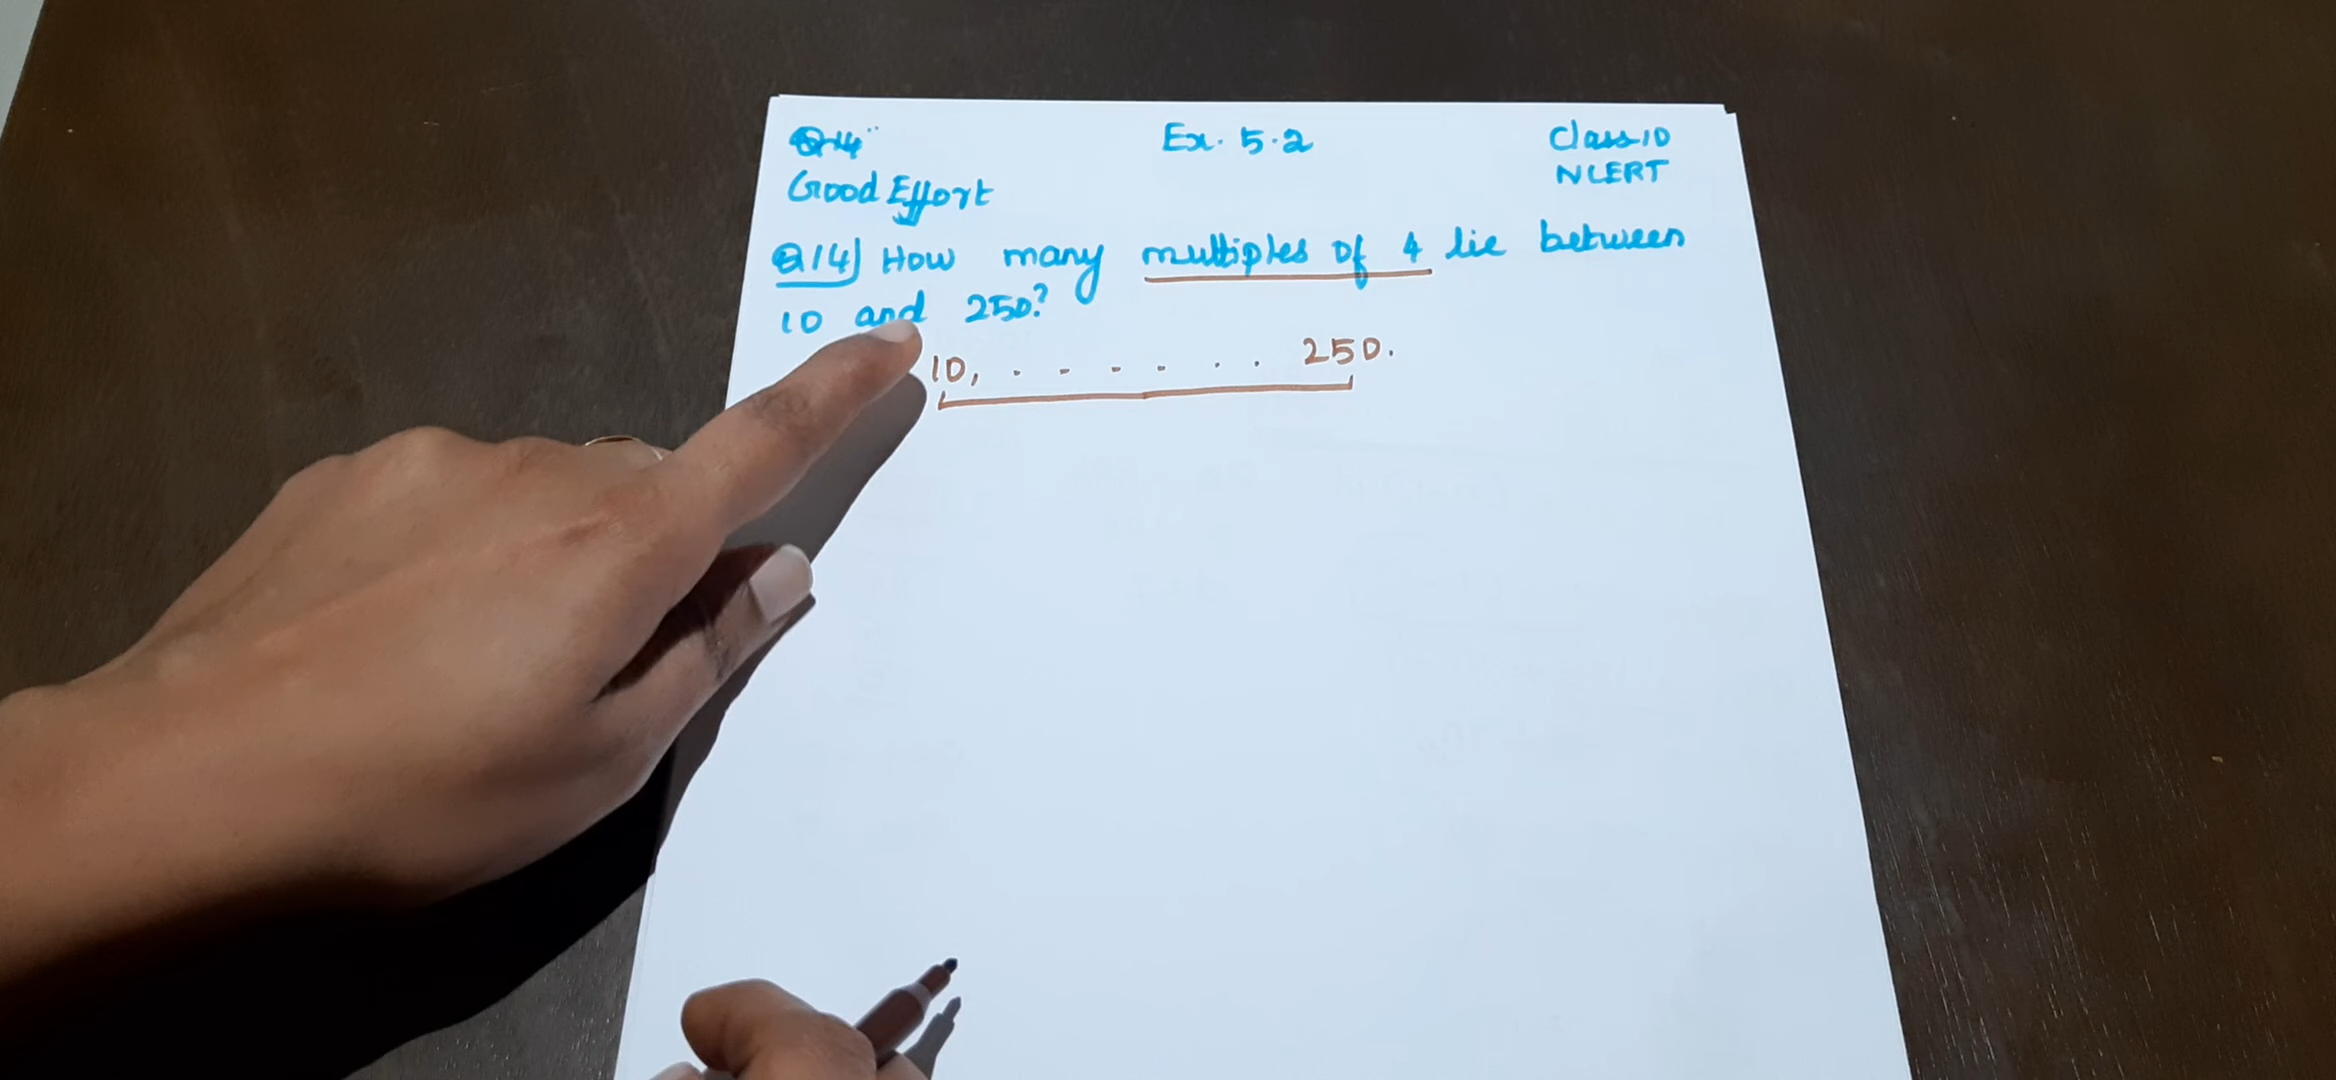 Q14
Ex. 5.2
Class-10
NCERT
Good Effort
Q14) How many multiples of 4 lie between
10 and 250?
10, . . . . . . 250.